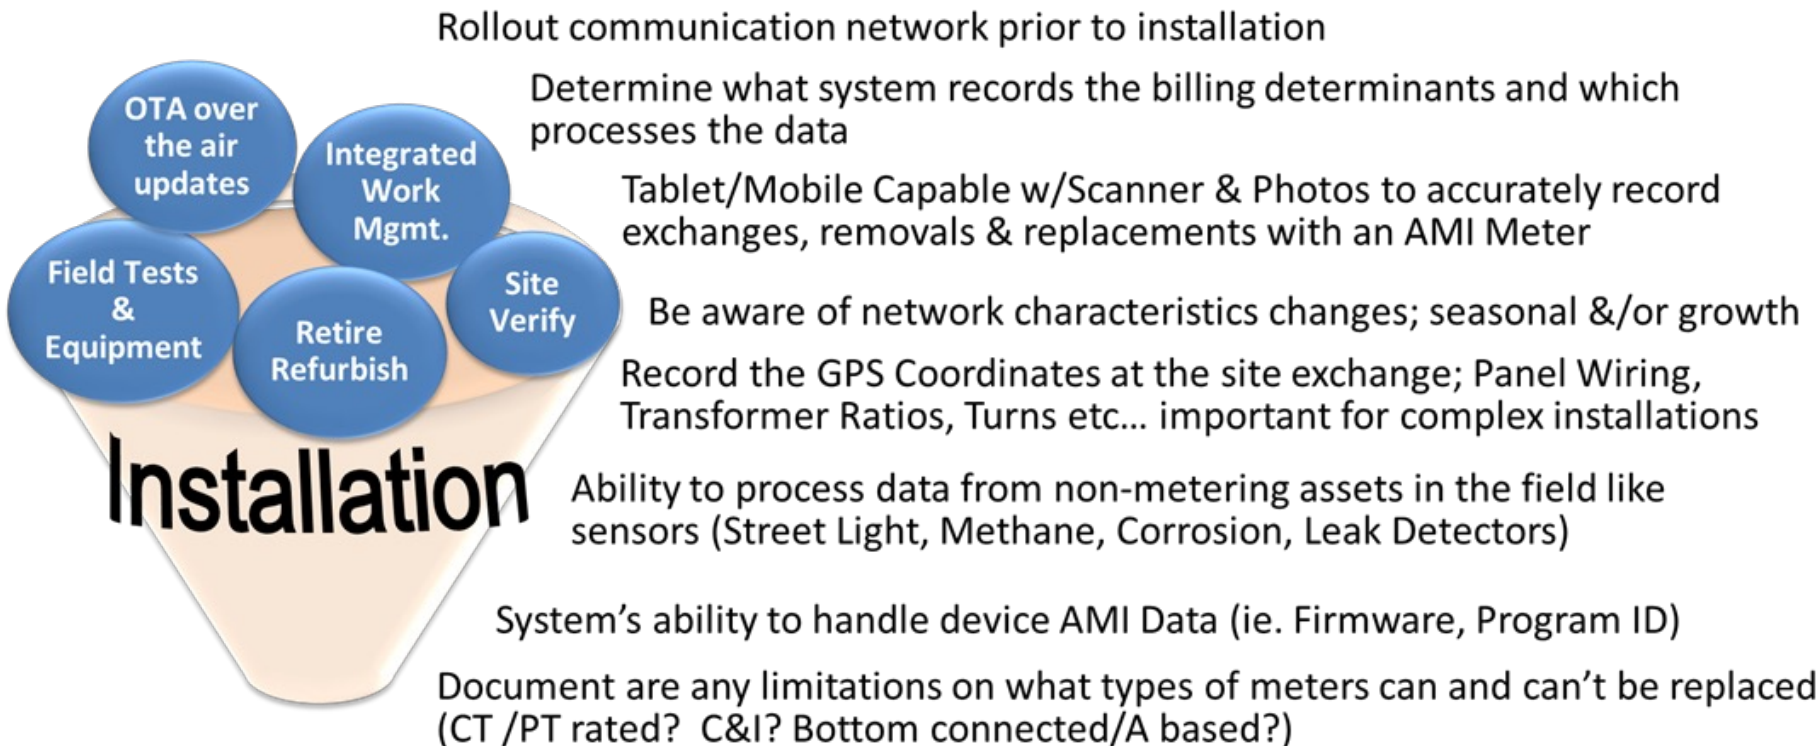 Rollout communication network prior to installation
Determine what system records the billing determinants and which
processes the data
Tablet/Mobile Capable w/Scanner & Photos to accurately record
exchanges, removals & replacements with an AMI Meter
Be aware of network characteristics changes; seasonal &/or growth
Record the GPS Coordinates at the site exchange; Panel Wiring,
Transformer Ratios, Turns etc... important for complex installations
Ability to process data from non-metering assets in the field like
sensors (Street Light, Methane, Corrosion, Leak Detectors)
System's ability to handle device AMI Data (ie. Firmware, Program ID)
Document are any limitations on what types of meters can and can't be replaced
(CT /PT rated?  C&I? Bottom connected/A based?)
OTA over
the air
updates
Integrated
Work
Mgmt.
Field Tests
&
Equipment
Retire
Refurbish
Site
Verify
Installation